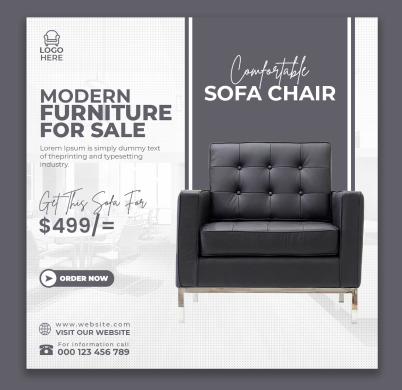 LOGO
HERE
Comfortable
SOFA CHAIR
MODERN
FURNITURE
FOR SALE
Lorem Ipsum is simply dummy text
of theprinting and typesetting
industry.
Get This Sofa For
$499/=
ORDER NOW
www.website.com
VISIT OUR WEBSITE
For information call
000 123 456 789